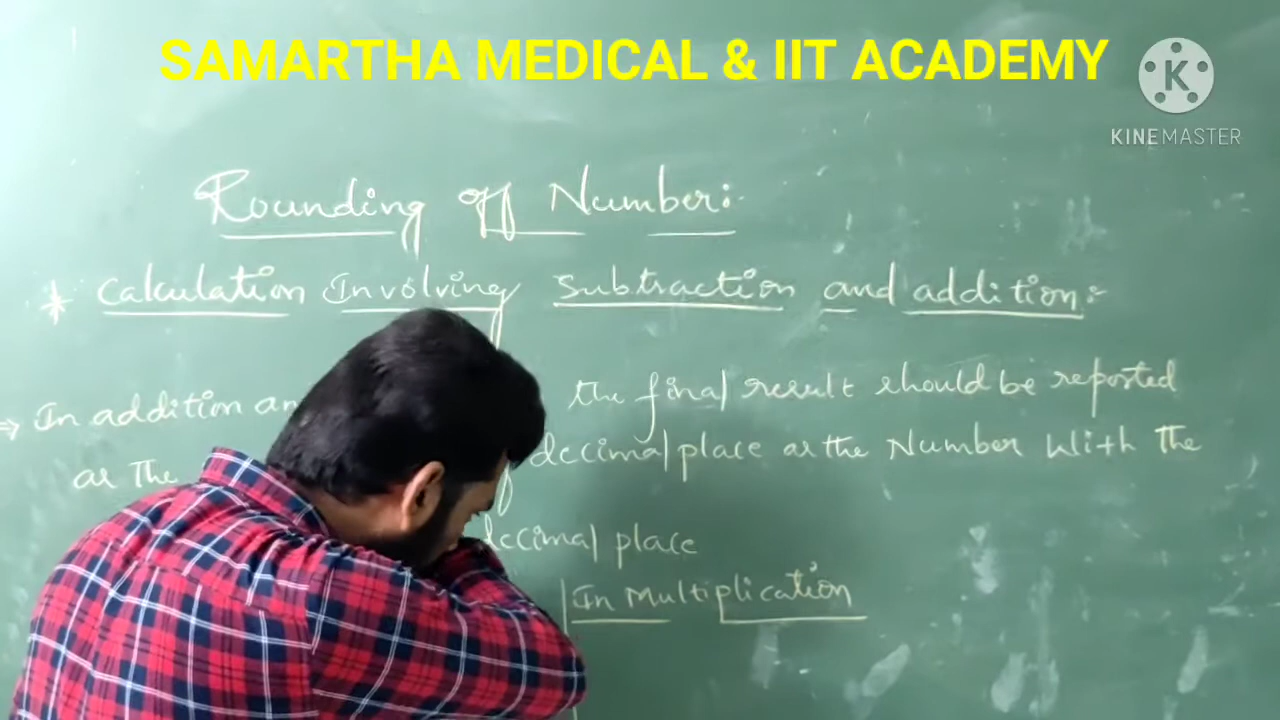 SAMARTHA MEDICAL & IIT ACADEMY
K
KINEMASTER
Rounding off Number:-
* Calculation Involving Subtraction and addition:-
→ In addition an the final result should be reported
as the decimal place as the Number With the
decimal place
In Multiplication